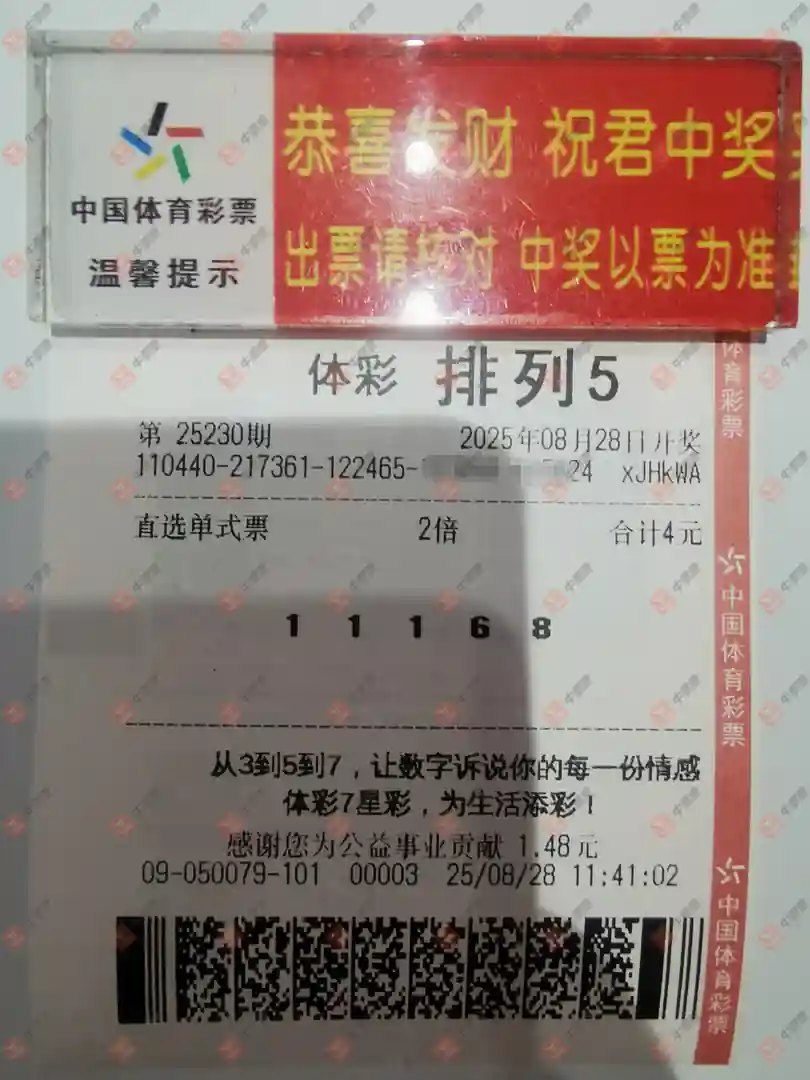 中国体育彩票
温馨提示
恭喜发财 祝君中奖
出票请核对 中奖以票为准
体彩 排列5
第 25230期 2025年08月28日开奖
110440-217361-122465- 24 xJHkWA
直选单式票 2倍 合计4元
1 1 1 6 8
从3到5到7，让数字诉说你的每一份情感
体彩7星彩，为生活添彩！
感谢您为公益事业贡献 1.48元
09-050079-101 00003 25/08/28 11:41:02
体育彩票
中国体育彩票
中国体育彩票